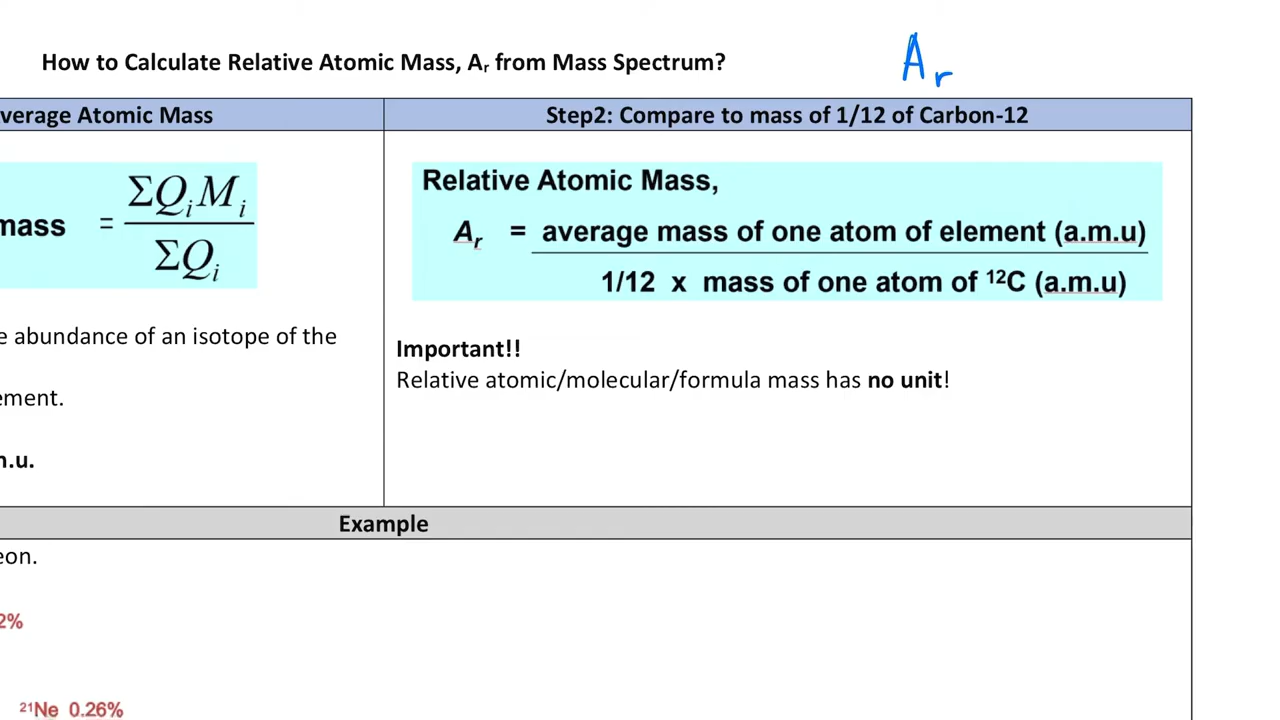 How to Calculate Relative Atomic Mass, Aᵣ from Mass Spectrum?
Aᵣ
verage Atomic Mass
Step2: Compare to mass of 1/12 of Carbon-12
mass = ΣQᵢMᵢ / ΣQᵢ
Relative Atomic Mass,
Aᵣ = average mass of one atom of element (a.m.u)
1/12 x mass of one atom of ¹²C (a.m.u)
e abundance of an isotope of the
ement.
n.u.
Important!!
Relative atomic/molecular/formula mass has no unit!
Example
eon.
2%
²¹Ne 0.26%